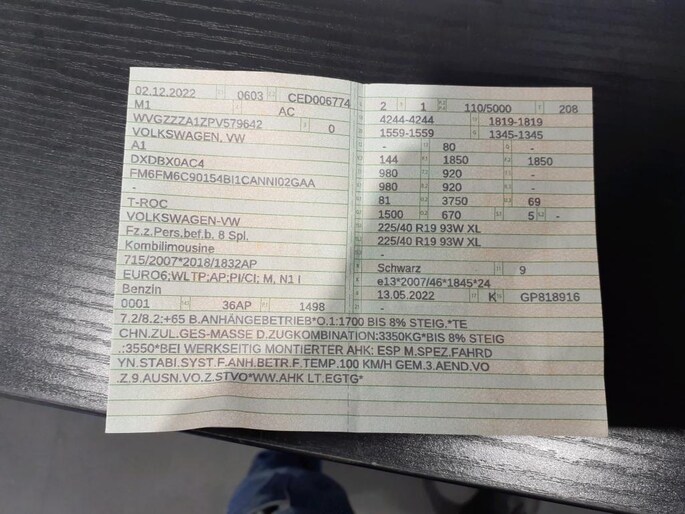 02.12.2022 0603 CED006774
M1 AC
WVGZZZA1ZPV579642 0
VOLKSWAGEN, VW
A1
DXDBX0AC4
FM6FM6C90154BI1CANNI02GAA
-
T-ROC
VOLKSWAGEN-VW
Fz.z.Pers.bef.b. 8 Spl.
Kombilimousine
715/2007*2018/1832AP
EURO6;WLTP;AP;PI/CI; M, N1 I
Benzin
0001 36AP 1498
2 1 110/5000 208
4244-4244 1819-1819
1559-1559 1345-1345
- 80 -
144 1850 1850
980 920 -
980 920 -
81 3750 69
1500 670 5 -
225/40 R19 93W XL
225/40 R19 93W XL
-
Schwarz 9
e13*2007/46*1845*24
13.05.2022 K GP818916
7.2/8.2:+65 B.ANHÄNGEBETRIEB*O.1:1700 BIS 8% STEIG.*TE
CHN.ZUL.GES-MASSE D.ZUGKOMBINATION:3350KG*BIS 8% STEIG
.:3550*BEI WERKSEITIG MONTIERTER AHK: ESP M.SPEZ.FAHRD
YN.STABI.SYST.F.ANH.BETR.F.TEMP.100 KM/H GEM.3.AEND.VO
.Z.9.AUSN.VO.Z.STVO*WW.AHK LT.EGTG*